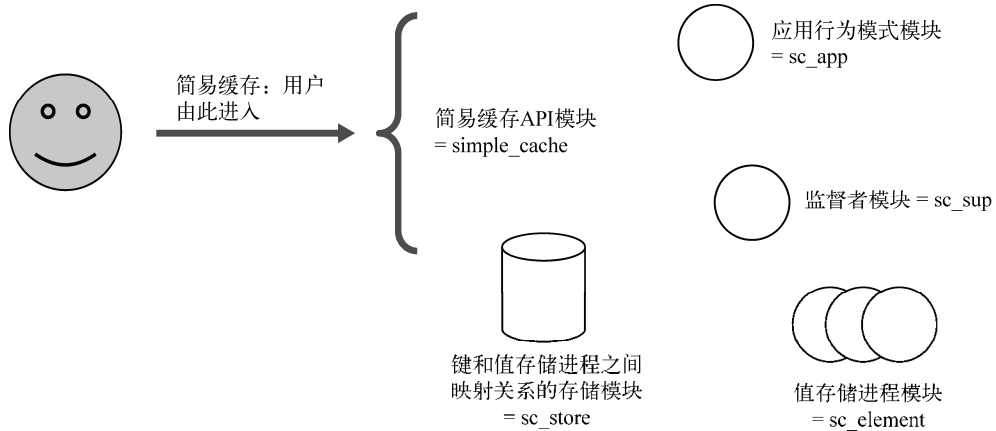 简易缓存：用户
由此进入
简易缓存API模块
= simple_cache
应用行为模式模块
= sc_app
监督者模块 = sc_sup
键和值存储进程之间
映射关系的存储模块
= sc_store
值存储进程模块
= sc_element